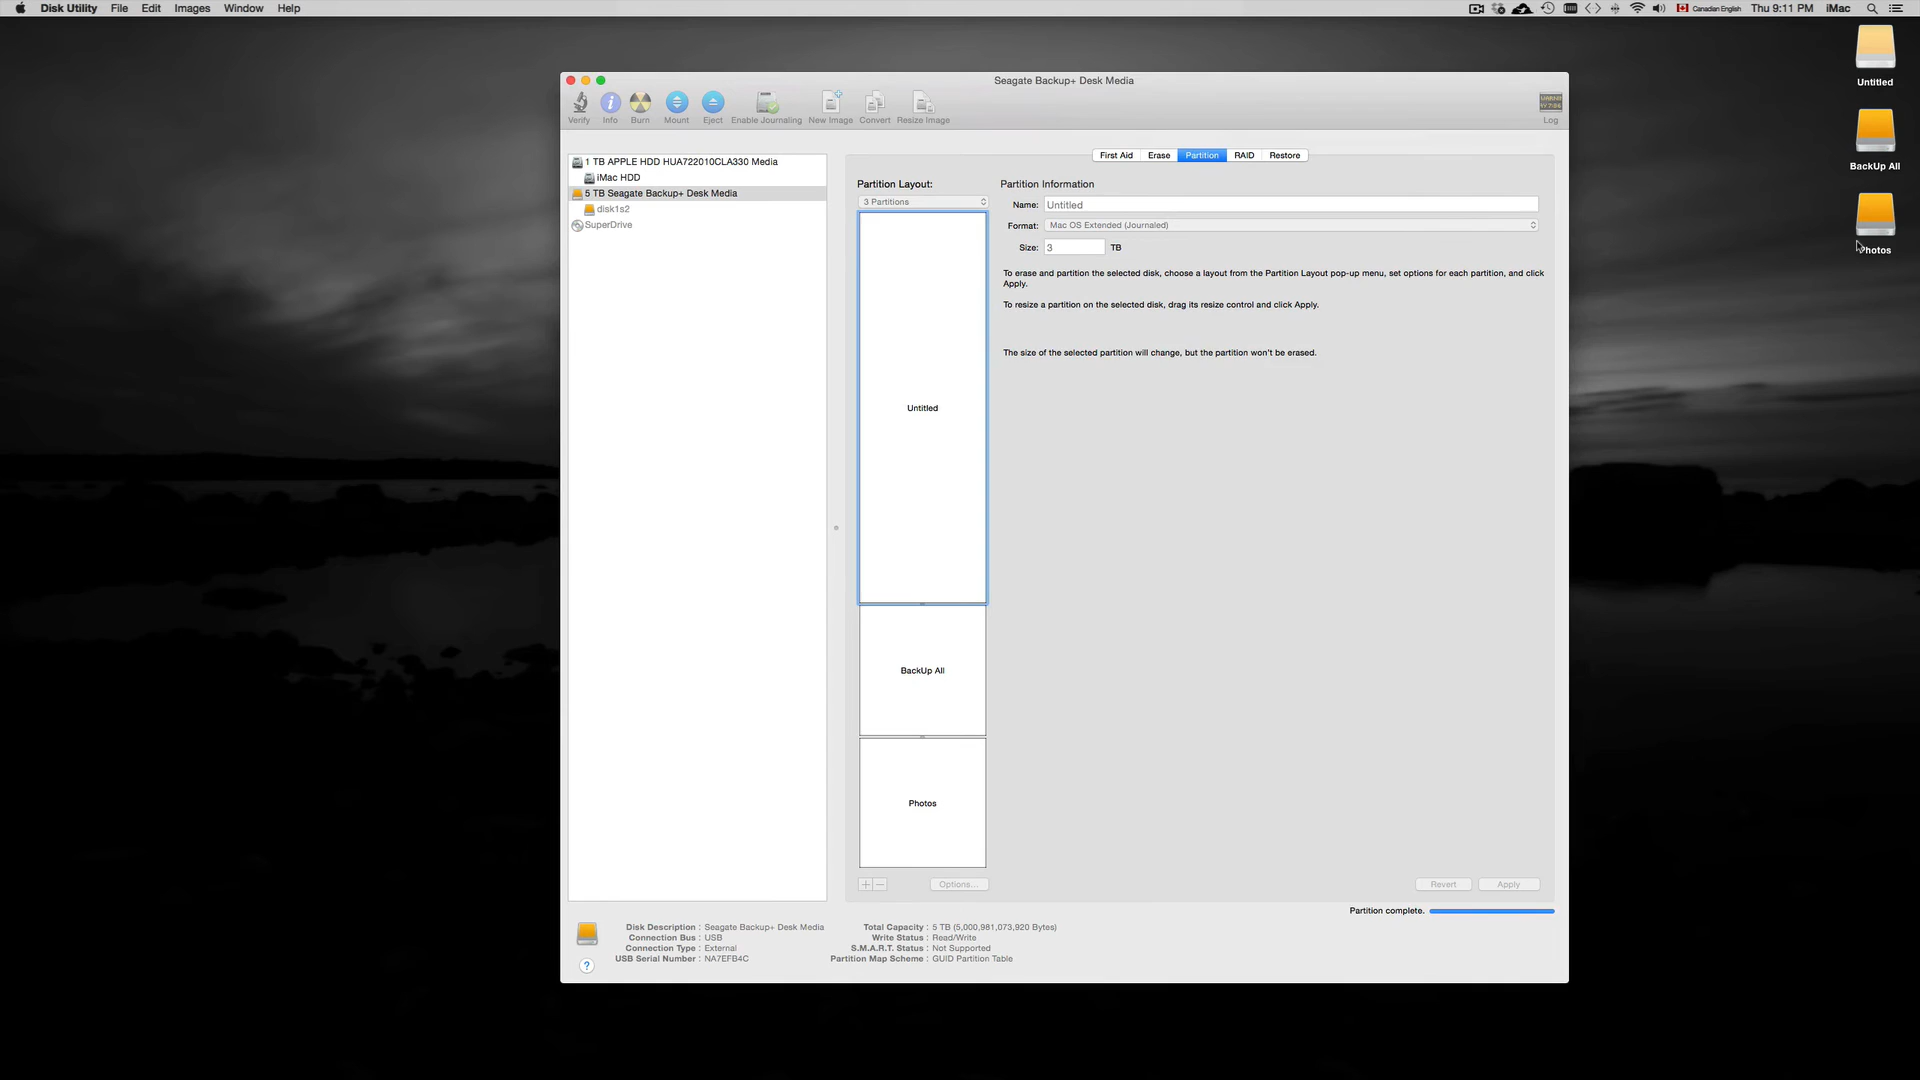 Disk Utility File Edit Images Window Help
Canadian English Thu 9:11 PM iMac
Untitled
BackUp All
Photos
Seagate Backup+ Desk Media
Verify Info Burn Mount Eject Enable Journaling New Image Convert Resize Image Log
1 TB APPLE HDD HUA722010CLA330 Media
iMac HDD
5 TB Seagate Backup+ Desk Media
disk1s2
SuperDrive
First Aid Erase Partition RAID Restore
Partition Layout:
3 Partitions
Untitled
BackUp All
Photos
+ − Options...
Partition Information
Name: Untitled
Format: Mac OS Extended (Journaled)
Size: 3 TB
To erase and partition the selected disk, choose a layout from the Partition Layout pop-up menu, set options for each partition, and click
Apply.
To resize a partition on the selected disk, drag its resize control and click Apply.
The size of the selected partition will change, but the partition won't be erased.
Revert Apply
Partition complete.
Disk Description : Seagate Backup+ Desk Media
Connection Bus : USB
Connection Type : External
USB Serial Number : NA7EFB4C
Total Capacity : 5 TB (5,000,981,073,920 Bytes)
Write Status : Read/Write
S.M.A.R.T. Status : Not Supported
Partition Map Scheme : GUID Partition Table
?